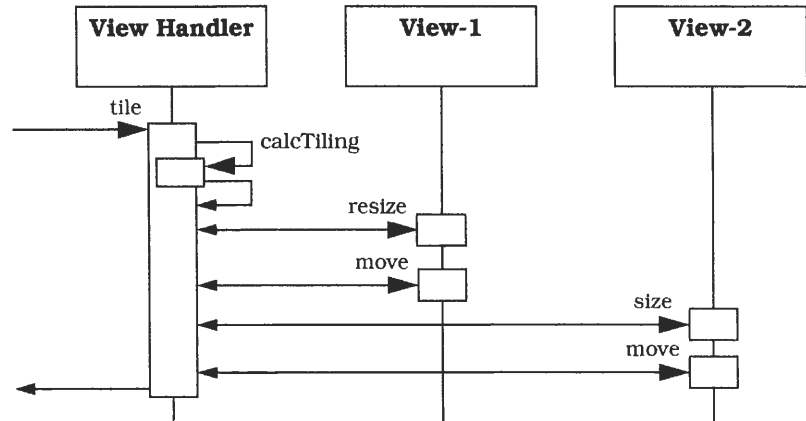 View Handler
View-1
View-2
tile
calcTiling
resize
move
size
move